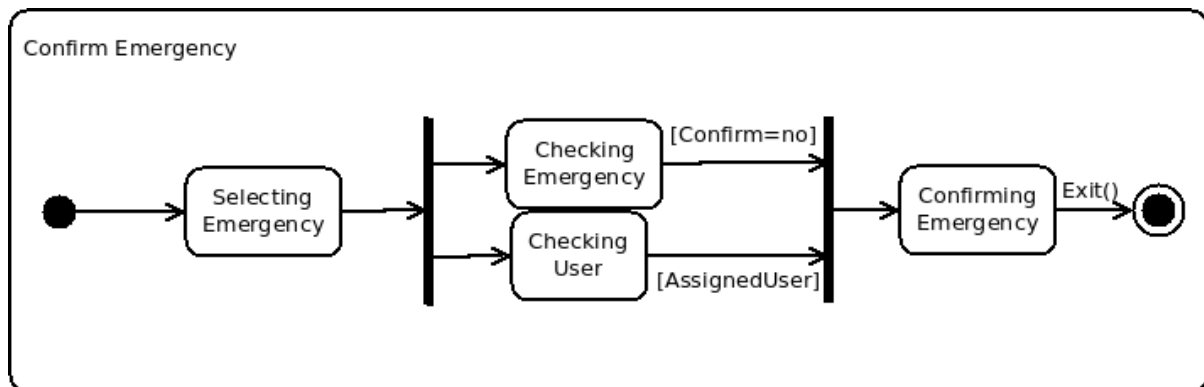 Confirm Emergency
Selecting
Emergency
Checking
Emergency
[Confirm=no]
Checking
User
[AssignedUser]
Confirming
Emergency
Exit()